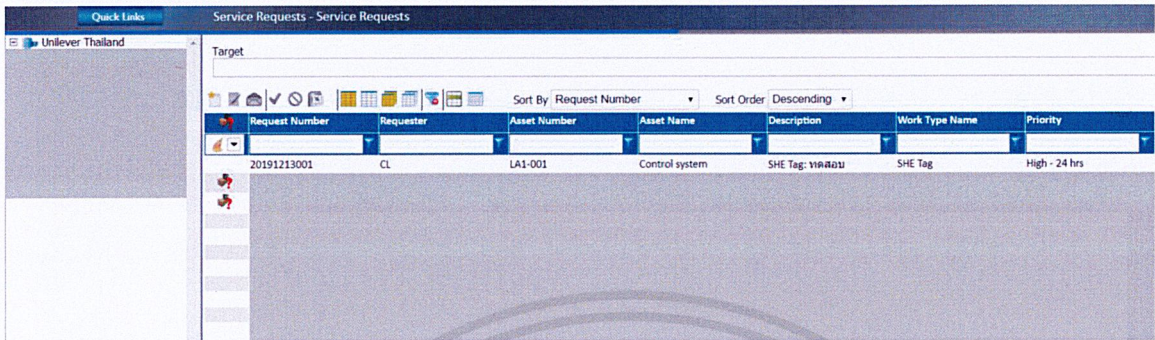 Quick Links
Service Requests - Service Requests
Unilever Thailand
Target
Sort By Request Number Sort Order Descending
Request Number Requester Asset Number Asset Name Description Work Type Name Priority
20191213001 CL LA1-001 Control system SHE Tag: ทดสอบ SHE Tag High - 24 hrs